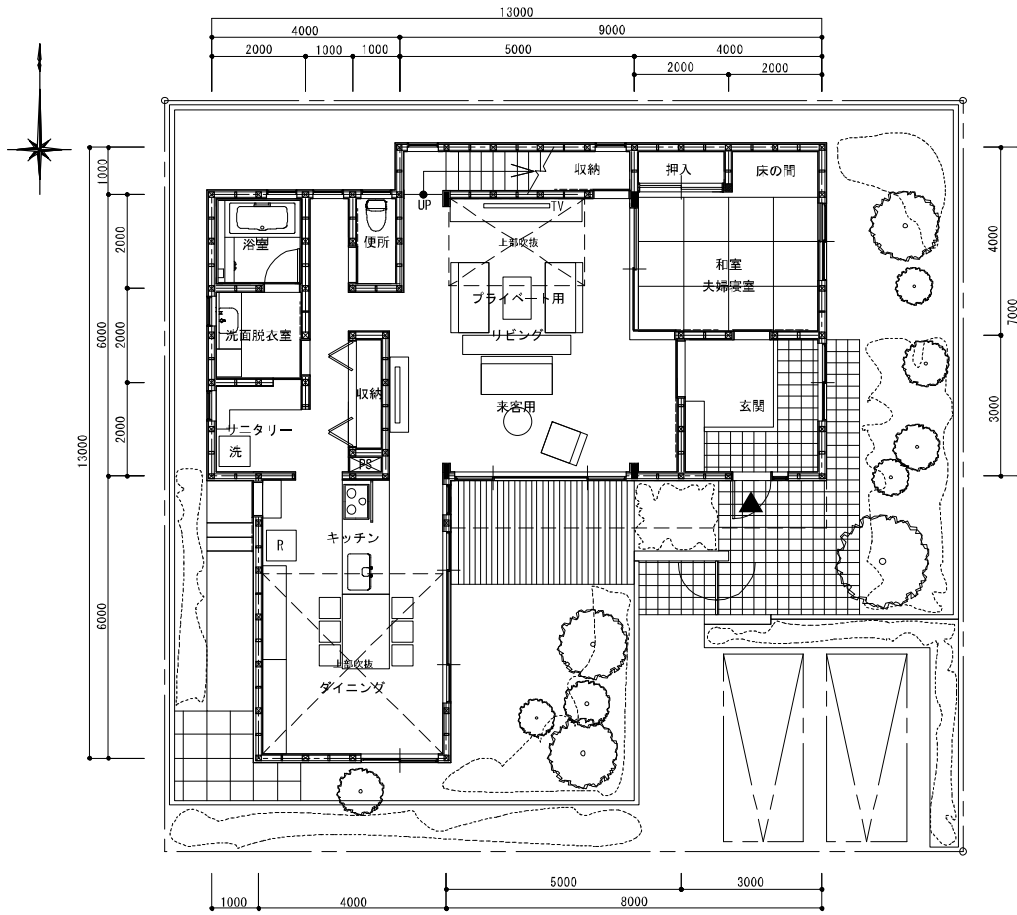 13000
4000
9000
2000
1000
1000
5000
4000
2000
2000
1000
2000
6000
2000
2000
13000
6000
4000
7000
3000
収納
押入
床の間
UP
TV
浴室
便所
上部吹抜
和室
夫婦寝室
プライベート用
リビング
洗面脱衣室
収納
来客用
玄関
サニタリー
洗
PS
キッチン
R
上部吹抜
ダイニング
5000
3000
1000
4000
8000